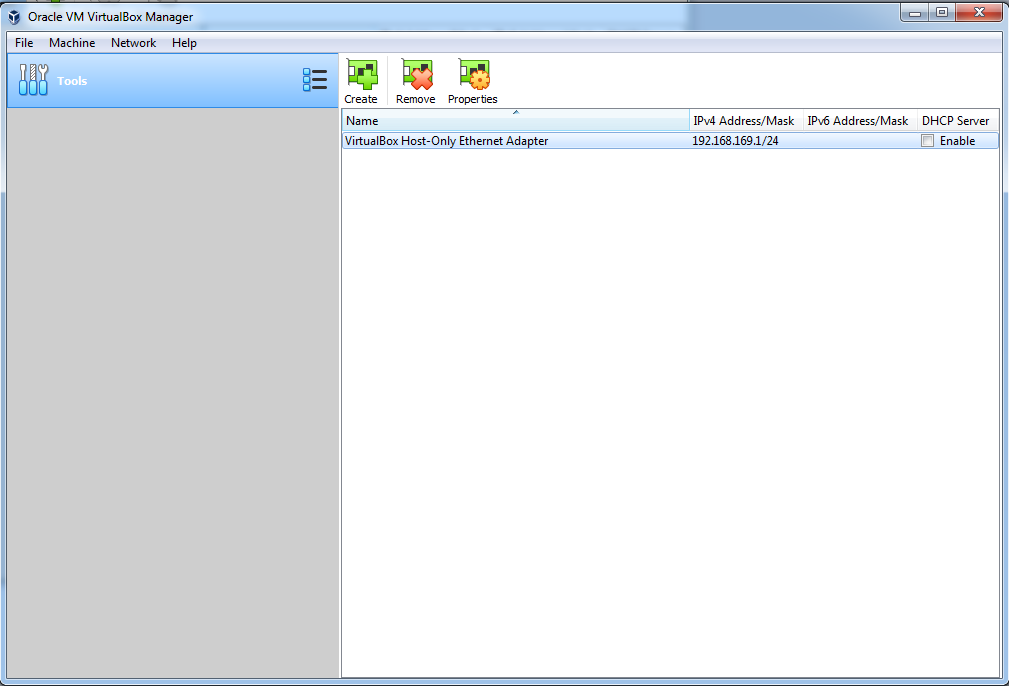 Oracle VM VirtualBox Manager
File Machine Network Help
Tools
Create Remove Properties
Name IPv4 Address/Mask IPv6 Address/Mask DHCP Server
VirtualBox Host-Only Ethernet Adapter 192.168.169.1/24 Enable